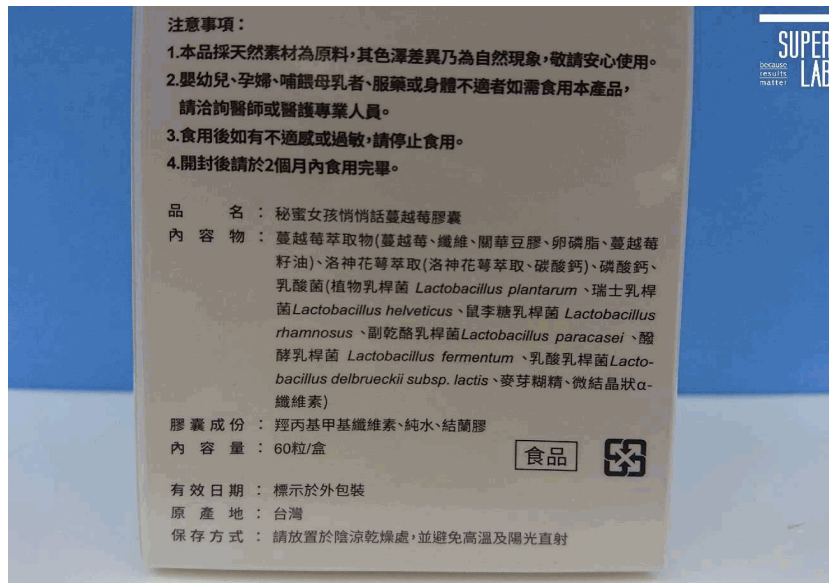 注意事項：
1.本品採天然素材為原料，其色澤差異乃為自然現象，敬請安心使用。
2.嬰幼兒、孕婦、哺餵母乳者、服藥或身體不適者如需食用本產品，
請洽詢醫師或醫護專業人員。
3.食用後如有不適感或過敏，請停止食用。
4.開封後請於2個月內食用完畢。
品名：秘蜜女孩悄悄話蔓越莓膠囊
內容物：蔓越莓萃取物(蔓越莓、纖維、關華豆膠、卵磷脂、蔓越莓
籽油)、洛神花萼萃取(洛神花萼萃取、碳酸鈣)、磷酸鈣、
乳酸菌(植物乳桿菌 Lactobacillus plantarum、瑞士乳桿
菌Lactobacillus helveticus、鼠李糖乳桿菌 Lactobacillus
rhamnosus、副乾酪乳桿菌Lactobacillus paracasei、醱
酵乳桿菌 Lactobacillus fermentum、乳酸乳桿菌Lacto-
bacillus delbrueckii subsp. lactis、麥芽糊精、微結晶狀α-
纖維素)
膠囊成份：羥丙基甲基纖維素、純水、結蘭膠
內容量：60粒/盒
食品
有效日期：標示於外包裝
原產地：台灣
保存方式：請放置於陰涼乾燥處，並避免高溫及陽光直射
SUPER
LAB
because
results
matter